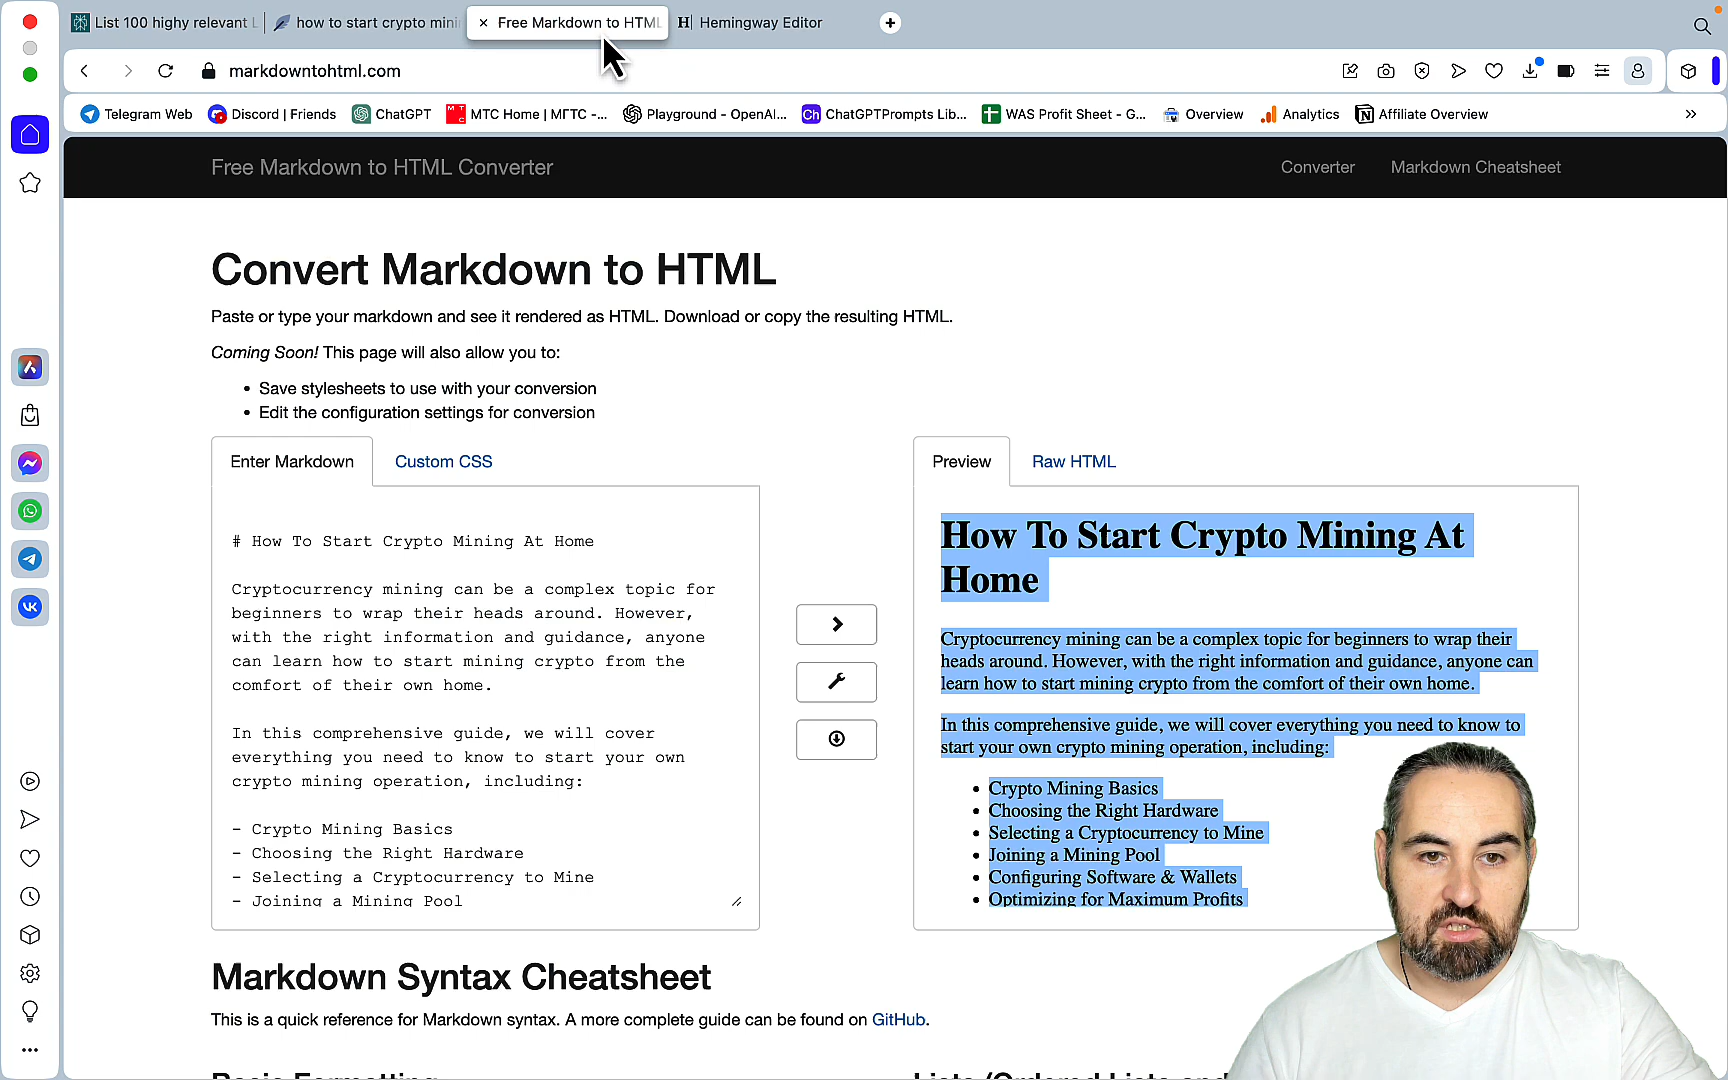 List 100 highy relevant L
how to start crypto mini
Free Markdown to HTML
Hemingway Editor
markdowntohtml.com
Telegram Web
Discord | Friends
ChatGPT
МТС Home | МГТС -...
Playground - OpenAI...
Ch
ChatGPTPrompts Lib...
WAS Profit Sheet - G...
Overview
Analytics
Affiliate Overview
Free Markdown to HTML Converter
Converter
Markdown Cheatsheet
Convert Markdown to HTML
Paste or type your markdown and see it rendered as HTML. Download or copy the resulting HTML.
Coming Soon! This page will also allow you to:
• Save stylesheets to use with your conversion
• Edit the configuration settings for conversion
Enter Markdown
Custom CSS
# How To Start Crypto Mining At Home
Cryptocurrency mining can be a complex topic for
beginners to wrap their heads around. However,
with the right information and guidance, anyone
can learn how to start mining crypto from the
comfort of their own home.
In this comprehensive guide, we will cover
everything you need to know to start your own
crypto mining operation, including:
- Crypto Mining Basics
- Choosing the Right Hardware
- Selecting a Cryptocurrency to Mine
- Joining a Mining Pool
Preview
Raw HTML
How To Start Crypto Mining At
Home
Cryptocurrency mining can be a complex topic for beginners to wrap their
heads around. However, with the right information and guidance, anyone can
learn how to start mining crypto from the comfort of their own home.
In this comprehensive guide, we will cover everything you need to know to
start your own crypto mining operation, including:
• Crypto Mining Basics
• Choosing the Right Hardware
• Selecting a Cryptocurrency to Mine
• Joining a Mining Pool
• Configuring Software & Wallets
• Optimizing for Maximum Profits
Markdown Syntax Cheatsheet
This is a quick reference for Markdown syntax. A more complete guide can be found on GitHub.
Basic Formatting
Lists (Ordered Lists and